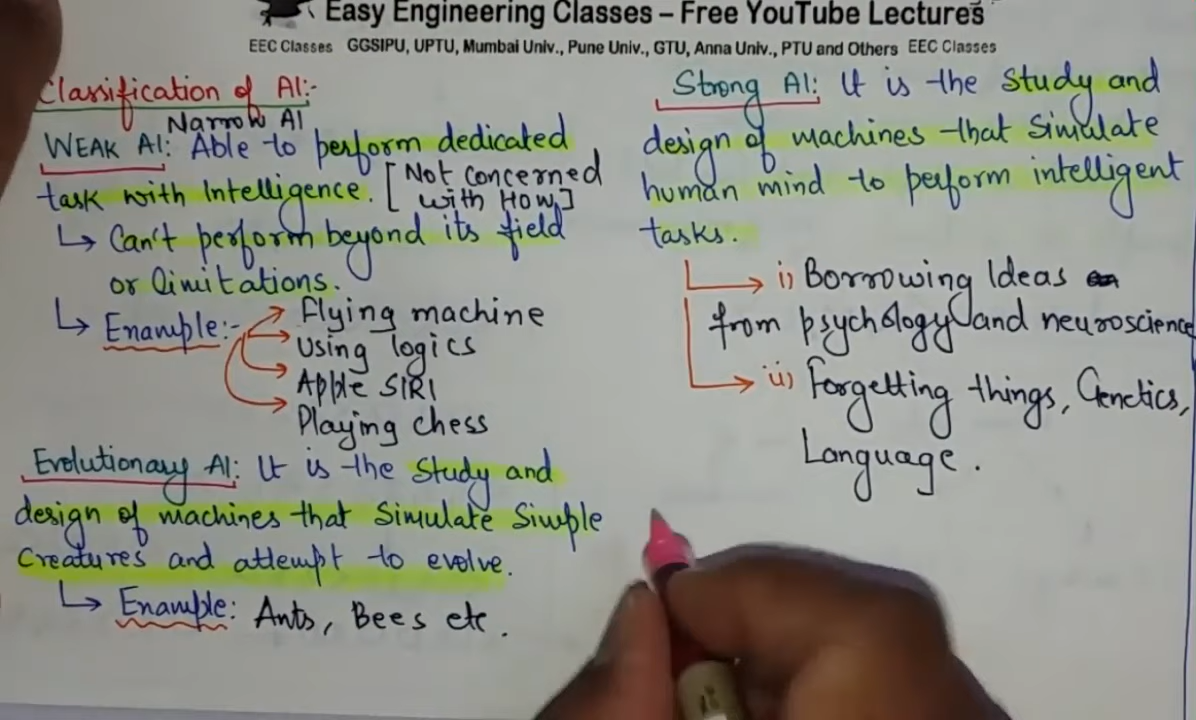 Easy Engineering Classes – Free YouTube Lectures
EEC Classes GGSIPU, UPTU, Mumbai Univ., Pune Univ., GTU, Anna Univ., PTU and Others EEC Classes
Classification of AI:-
Narrow AI
WEAK AI: Able to perform dedicated
task with Intelligence. [Not Concerned
with How]
↳ Can't perform beyond its field
or limitations.
↳ Example:- Flying machine
Using logics
Apple SIRI
Playing chess
Evolutionary AI: It is the Study and
design of machines that Simulate Simple
Creatures and attempt to evolve.
↳ Example: Ants, Bees etc.
Strong AI: It is the Study and
design of machines that Simulate
human mind to perform intelligent
tasks.
→ i) Borrowing Ideas
from psychology and neuroscience
→ ii) Forgetting things, Genetics,
Language.